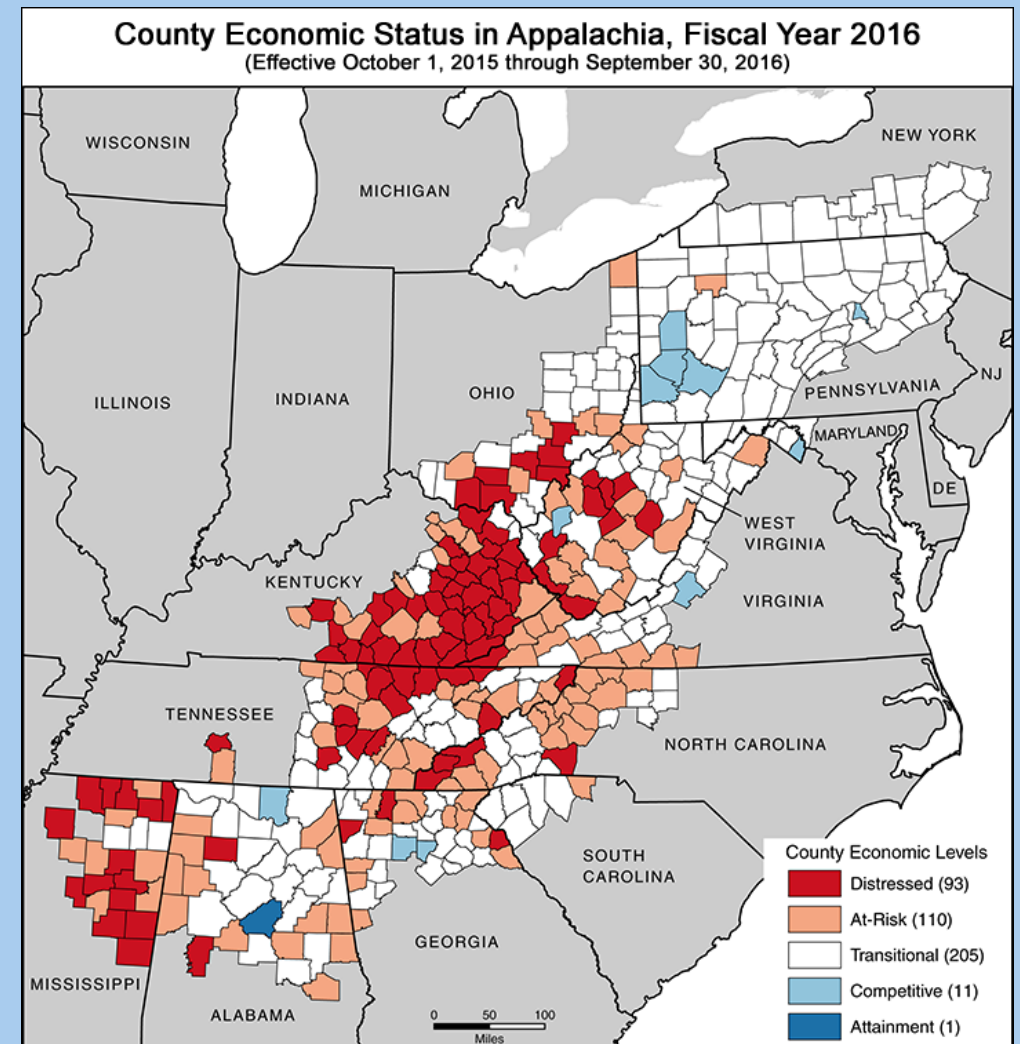 County Economic Status in Appalachia, Fiscal Year 2016
(Effective October 1, 2015 through September 30, 2016)
WISCONSIN
MICHIGAN
NEW YORK
ILLINOIS
INDIANA
OHIO
PENNSYLVANIA
NJ
MARYLAND
DE
WEST
VIRGINIA
KENTUCKY
VIRGINIA
TENNESSEE
NORTH CAROLINA
SOUTH
CAROLINA
GEORGIA
MISSISSIPPI
ALABAMA
0 50 100
Miles
County Economic Levels
Distressed (93)
At-Risk (110)
Transitional (205)
Competitive (11)
Attainment (1)